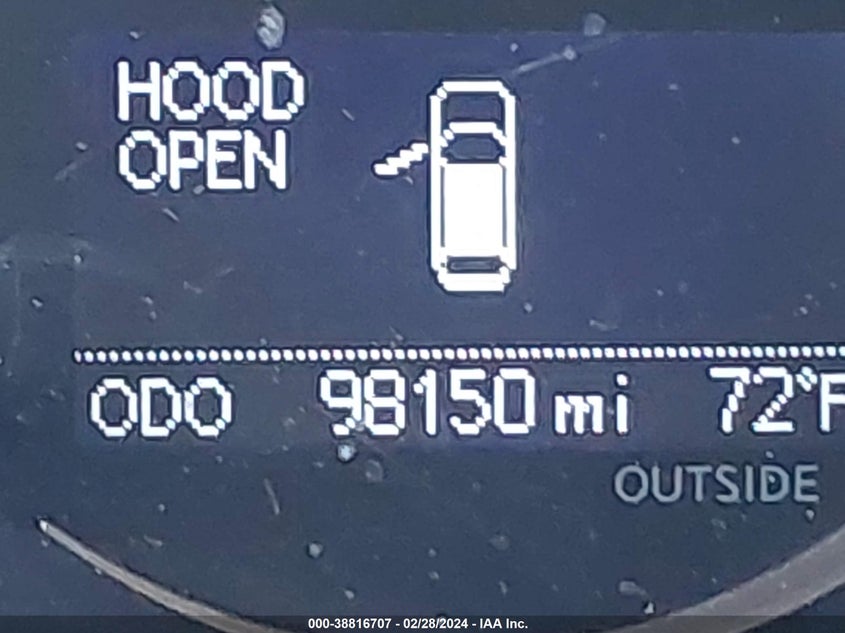 HOOD
OPEN
ODO 98150 mi 72°F
OUTSIDE
000-38816707 - 02/28/2024 - IAA Inc.